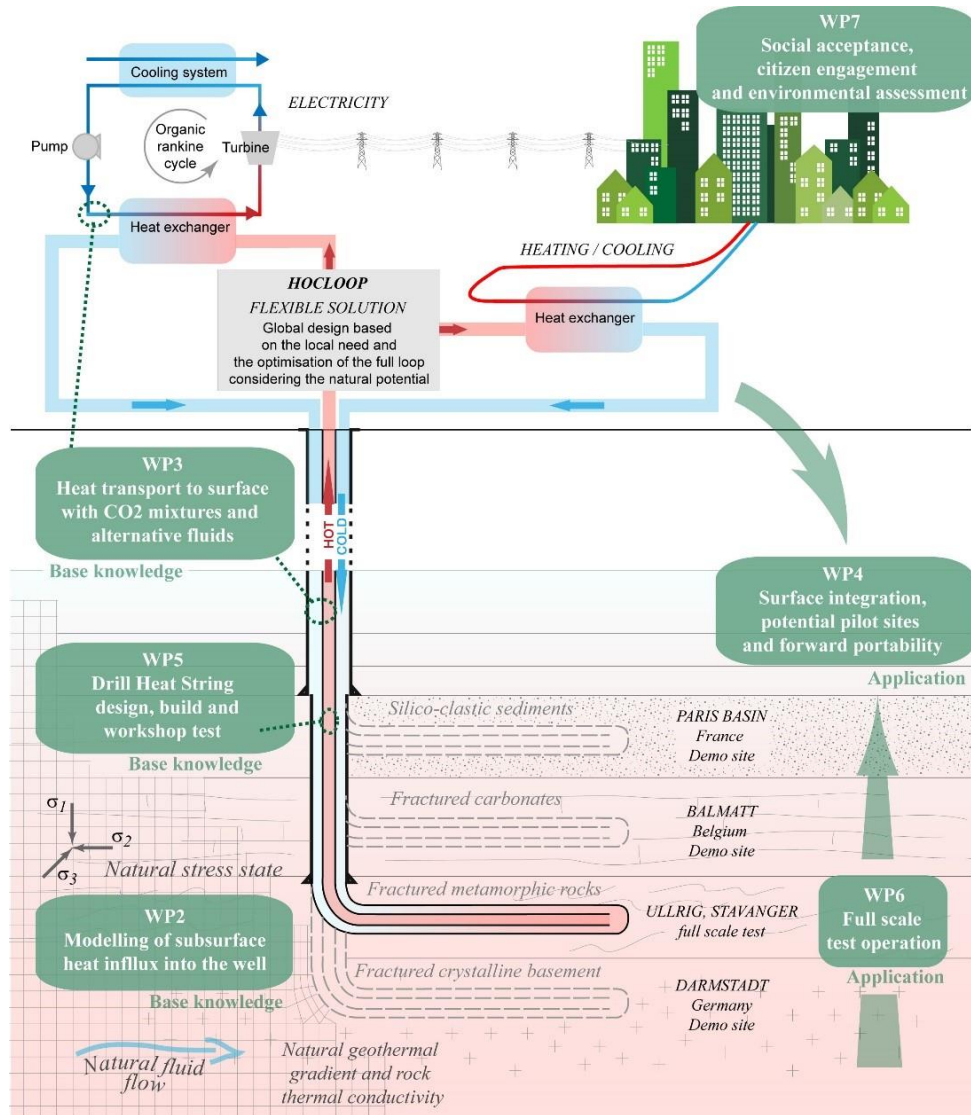 WP7
Social acceptance,
citizen engagement
and environmental assessment
Cooling system
ELECTRICITY
Pump
Organic
rankine
cycle
Turbine
Heat exchanger
HEATING / COOLING
HOCLOOP
FLEXIBLE SOLUTION
Global design based
on the local need and
the optimisation of the full loop
considering the natural potential
Heat exchanger
WP3
Heat transport to surface
with CO2 mixtures and
alternative fluids
Base knowledge
HOT
COLD
WP4
Surface integration,
potential pilot sites
and forward portability
Application
WP5
Drill Heat String
design, build and
workshop test
Base knowledge
Silico-clastic sediments
PARIS BASIN
France
Demo site
Fractured carbonates
BALMATT
Belgium
Demo site
σ1
σ2
σ3
Natural stress state
Fractured metamorphic rocks
ULLRIG, STAVANGER
full scale test
WP6
Full scale
test operation
Application
WP2
Modelling of subsurface
heat infllux into the well
Base knowledge
Fractured crystalline basement
DARMSTADT
Germany
Demo site
Natural fluid
flow
Natural geothermal
gradient and rock
thermal conductivity